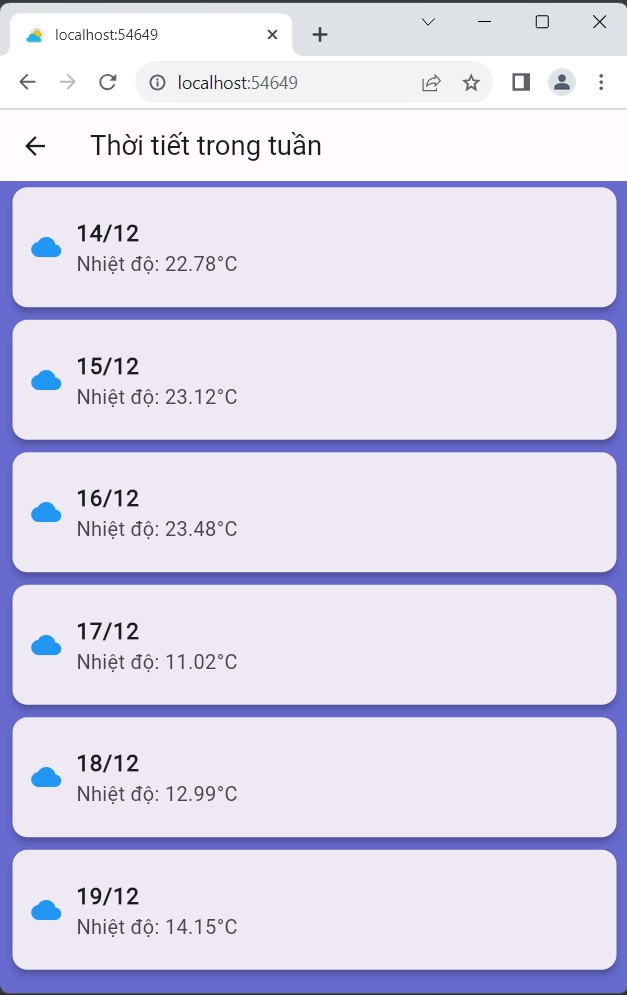 localhost:54649
localhost:54649
Thời tiết trong tuần
14/12
Nhiệt độ: 22.78°C
15/12
Nhiệt độ: 23.12°C
16/12
Nhiệt độ: 23.48°C
17/12
Nhiệt độ: 11.02°C
18/12
Nhiệt độ: 12.99°C
19/12
Nhiệt độ: 14.15°C